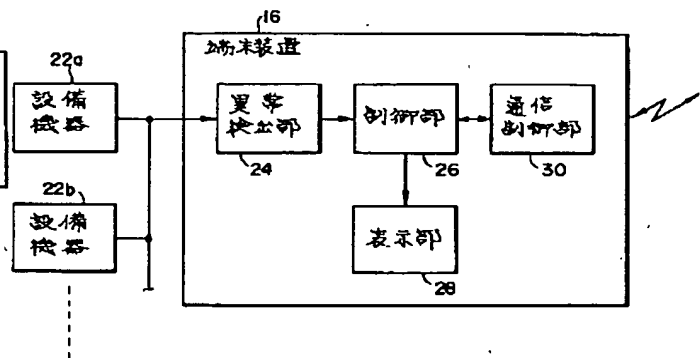 16
端末装置
22a
設備
機器
異常
検出部
24
制御部
26
通信
制御部
30
22b
設備
機器
表示部
28